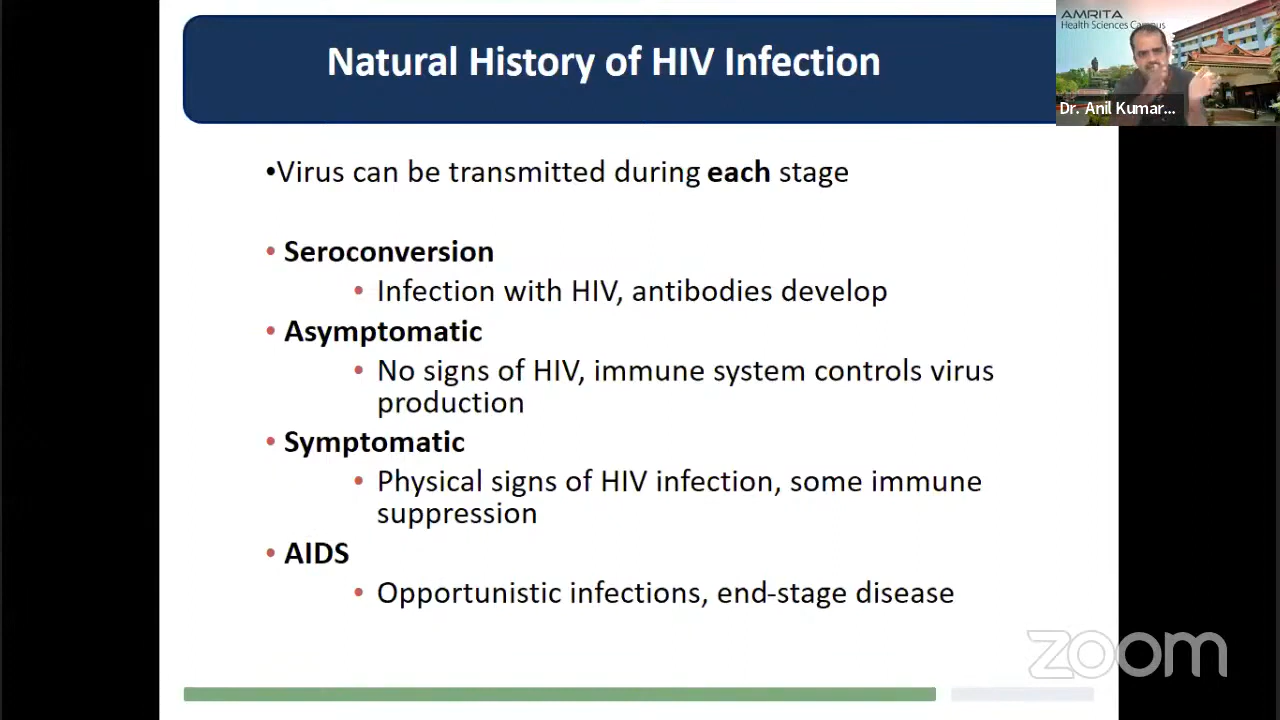 Natural History of HIV Infection
AMRITA
Health Sciences Campus
Dr. Anil Kumar...
•Virus can be transmitted during each stage
• Seroconversion
• Infection with HIV, antibodies develop
• Asymptomatic
• No signs of HIV, immune system controls virus
production
• Symptomatic
• Physical signs of HIV infection, some immune
suppression
• AIDS
• Opportunistic infections, end-stage disease
zoom